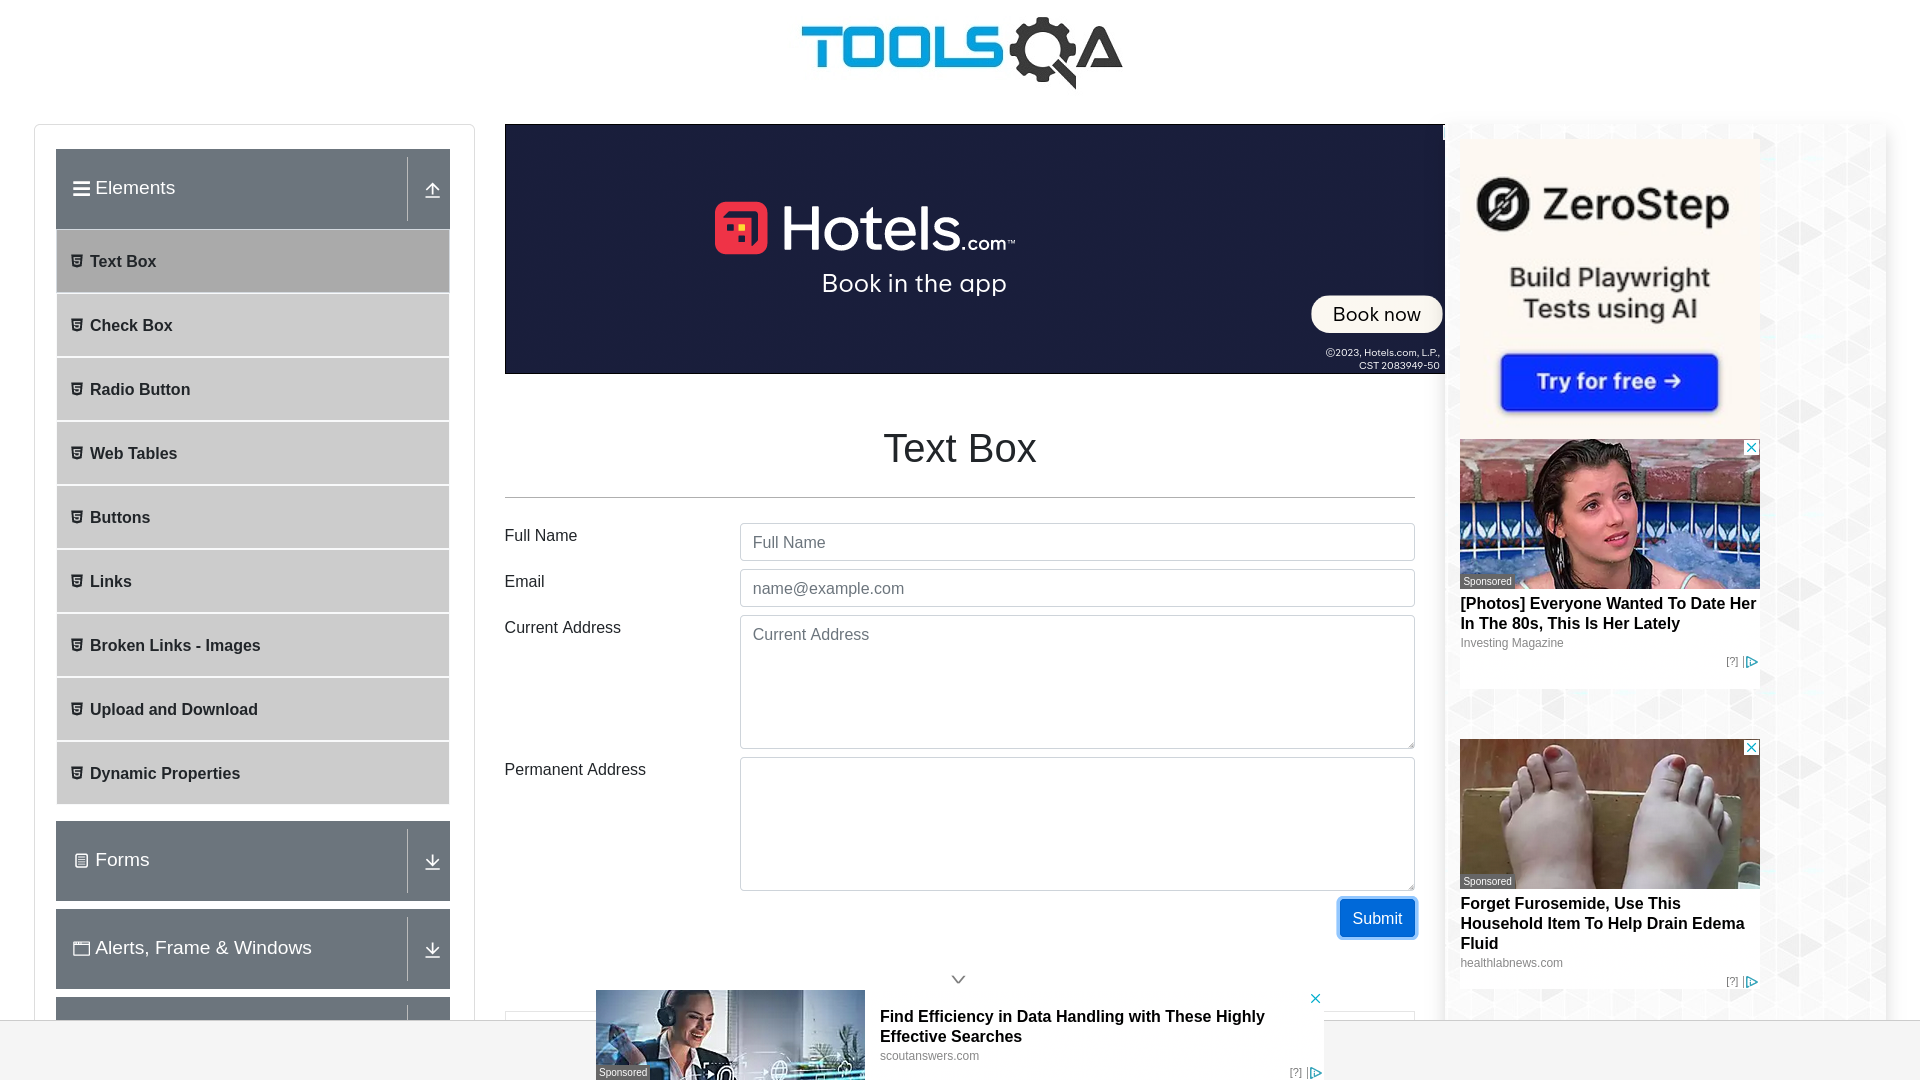 TOOLSQA
Elements
Text Box
Check Box
Radio Button
Web Tables
Buttons
Links
Broken Links - Images
Upload and Download
Dynamic Properties
Forms
Alerts, Frame & Windows
Hotels.com™
Book in the app
Book now
©2023, Hotels.com, L.P.,
CST 2083949-50
Text Box
Full Name
Full Name
Email
name@example.com
Current Address
Current Address
Permanent Address
Submit
ZeroStep
Build Playwright
Tests using AI
Try for free →
Sponsored
[Photos] Everyone Wanted To Date Her
In The 80s, This Is Her Lately
Investing Magazine
[?]
Sponsored
Forget Furosemide, Use This
Household Item To Help Drain Edema
Fluid
healthlabnews.com
[?]
Find Efficiency in Data Handling with These Highly
Effective Searches
scoutanswers.com
Sponsored
[?]